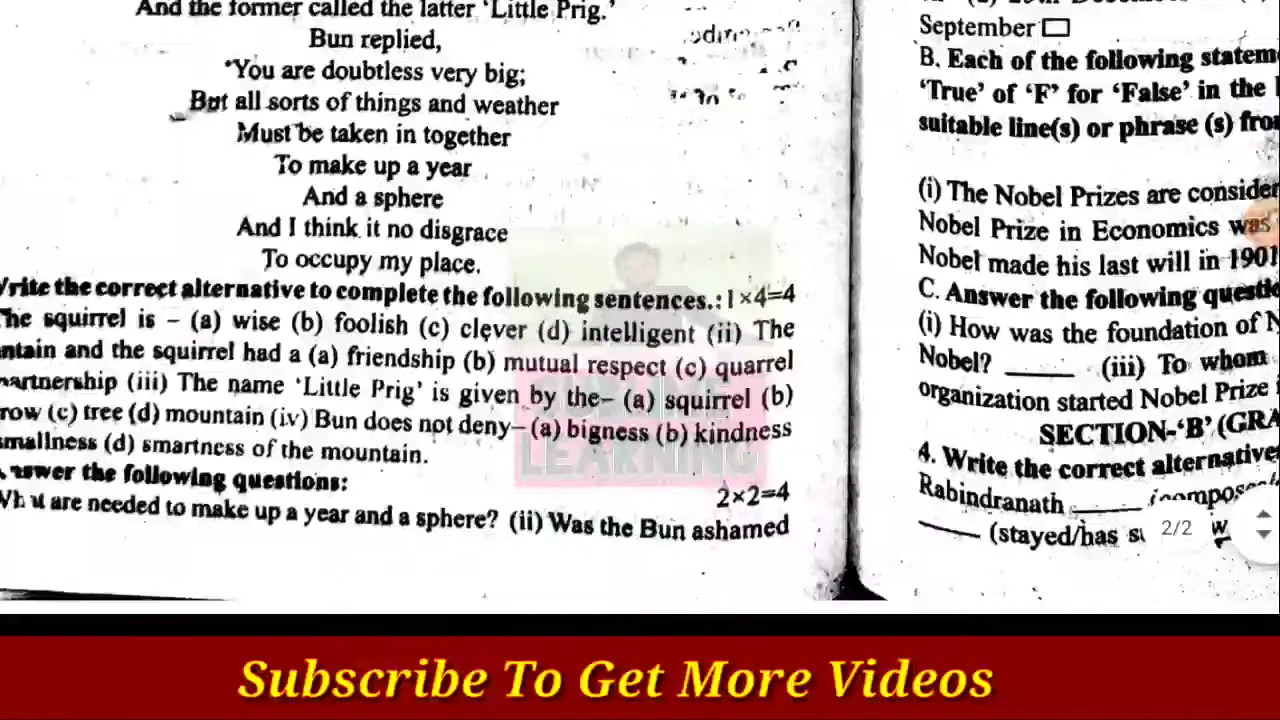 And the former called the latter 'Little Prig.'
Bun replied,
"You are doubtless very big;
But all sorts of things and weather
Must be taken in together
To make up a year
And a sphere
And I think it no disgrace
To occupy my place.
Write the correct alternative to complete the following sentences.: 1×4=4
The squirrel is – (a) wise (b) foolish (c) clever (d) intelligent (ii) The
ntain and the squirrel had a (a) friendship (b) mutual respect (c) quarrel
partnership (iii) The name 'Little Prig' is given by the– (a) squirrel (b)
row (c) tree (d) mountain (iv) Bun does not deny– (a) bigness (b) kindness
smallness (d) smartness of the mountain.
Answer the following questions:
2×2=4
What are needed to make up a year and a sphere? (ii) Was the Bun ashamed
September □
B. Each of the following statem
'True' of 'F' for 'False' in the
suitable line(s) or phrase (s) fro
(i) The Nobel Prizes are consider
Nobel Prize in Economics was
Nobel made his last will in 1901
C. Answer the following questio
(i) How was the foundation of N
Nobel? ____ (iii) To whom
organization started Nobel Prize
SECTION-'B' (GRA
4. Write the correct alternative
Rabindranath ____
____ (stayed/has
2/2
LEARNING
Subscribe To Get More Videos